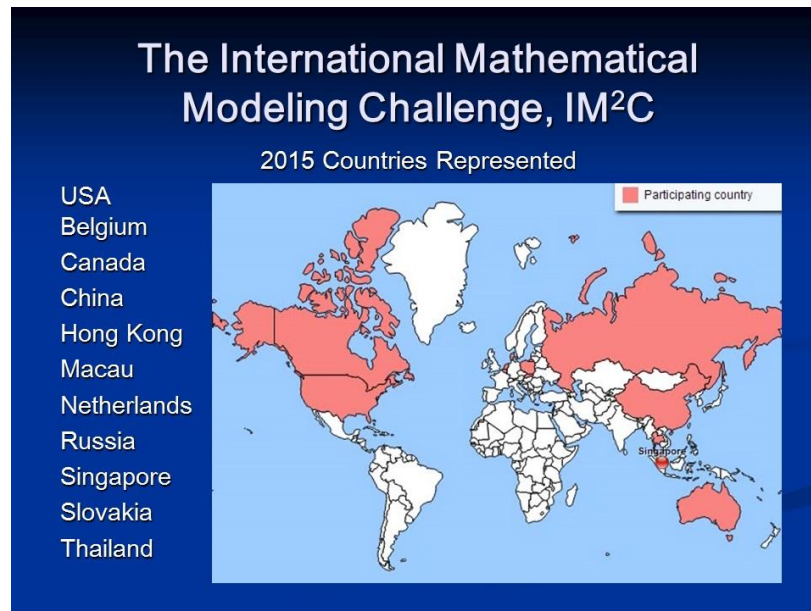 The International Mathematical
Modeling Challenge, IM²C
2015 Countries Represented
USA
Belgium
Canada
China
Hong Kong
Macau
Netherlands
Russia
Singapore
Slovakia
Thailand
Participating country
Singapore